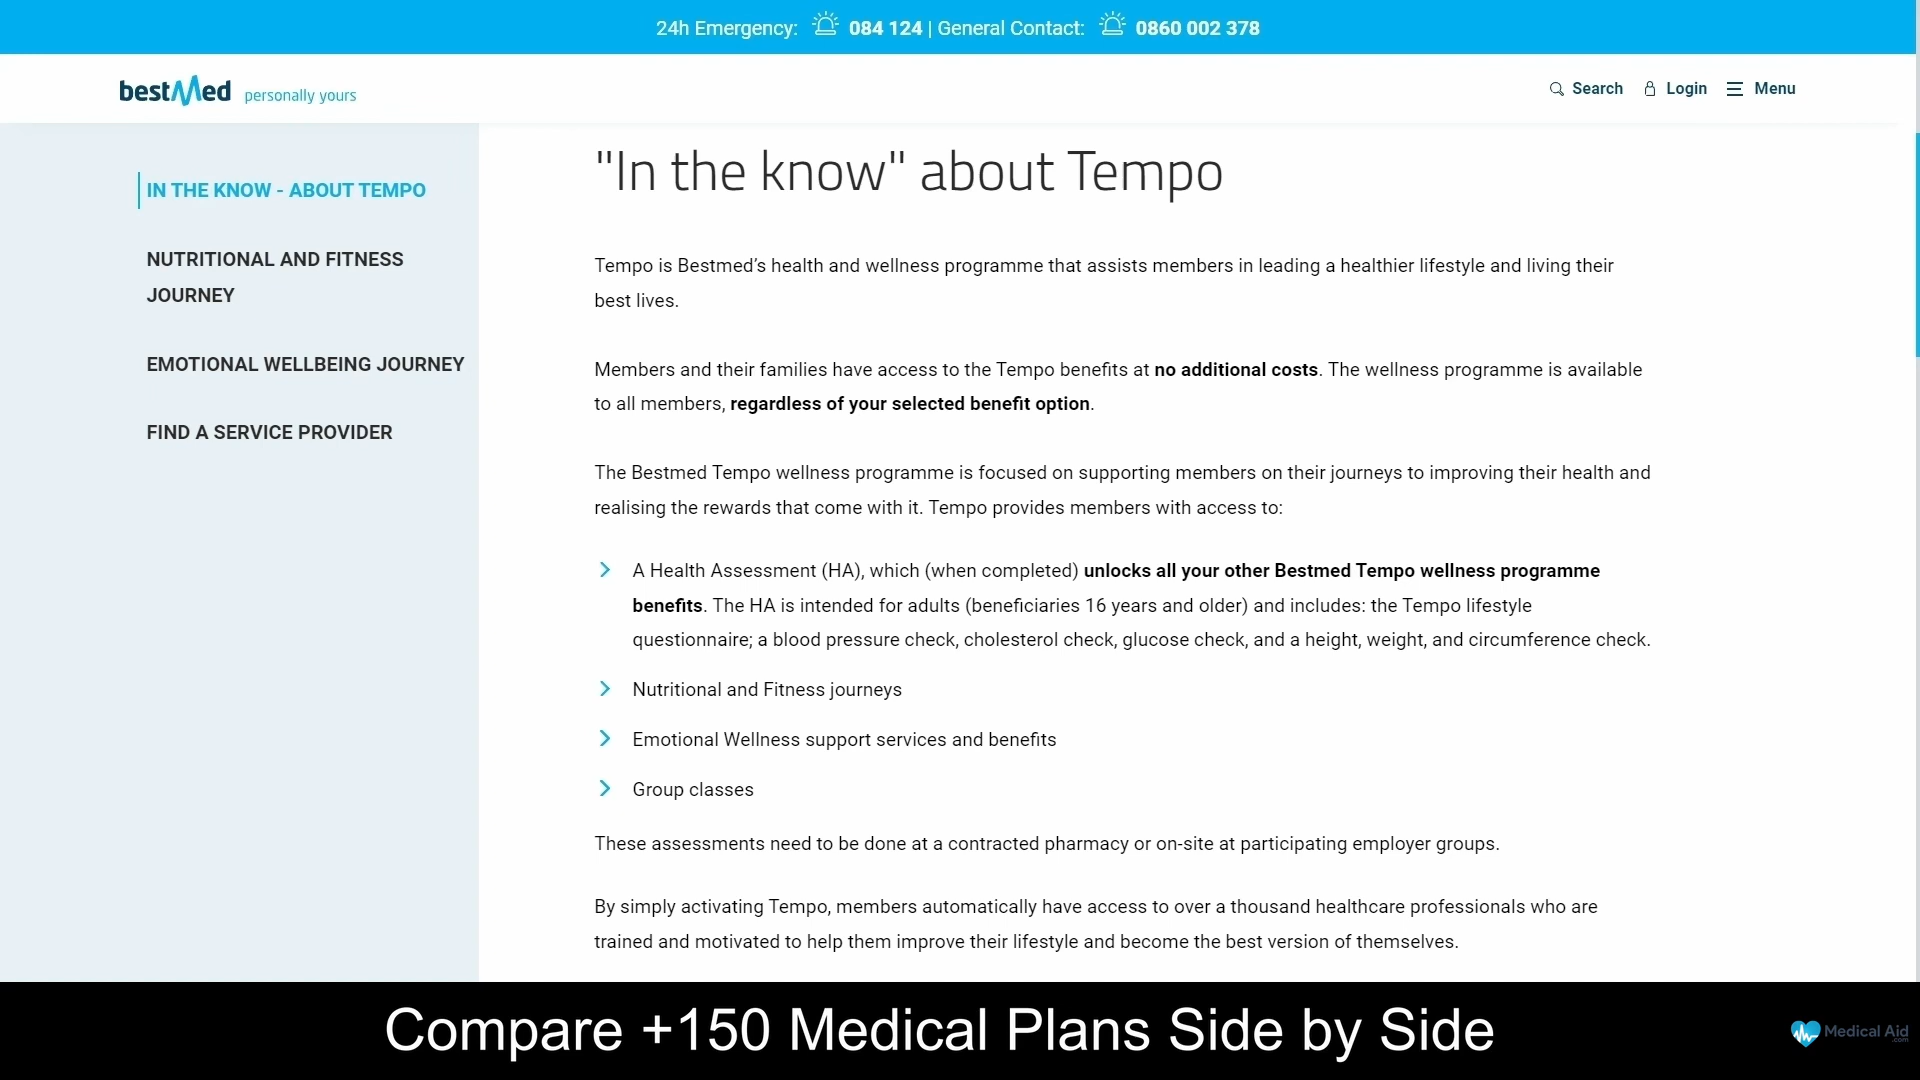 24h Emergency: 084 124 | General Contact: 0860 002 378
bestMed personally yours
Search Login Menu
IN THE KNOW - ABOUT TEMPO
NUTRITIONAL AND FITNESS
JOURNEY
EMOTIONAL WELLBEING JOURNEY
FIND A SERVICE PROVIDER
"In the know" about Tempo
Tempo is Bestmed’s health and wellness programme that assists members in leading a healthier lifestyle and living their
best lives.
Members and their families have access to the Tempo benefits at no additional costs. The wellness programme is available
to all members, regardless of your selected benefit option.
The Bestmed Tempo wellness programme is focused on supporting members on their journeys to improving their health and
realising the rewards that come with it. Tempo provides members with access to:
A Health Assessment (HA), which (when completed) unlocks all your other Bestmed Tempo wellness programme
benefits. The HA is intended for adults (beneficiaries 16 years and older) and includes: the Tempo lifestyle
questionnaire; a blood pressure check, cholesterol check, glucose check, and a height, weight, and circumference check.
Nutritional and Fitness journeys
Emotional Wellness support services and benefits
Group classes
These assessments need to be done at a contracted pharmacy or on-site at participating employer groups.
By simply activating Tempo, members automatically have access to over a thousand healthcare professionals who are
trained and motivated to help them improve their lifestyle and become the best version of themselves.
Compare +150 Medical Plans Side by Side
Medical Aid
.com